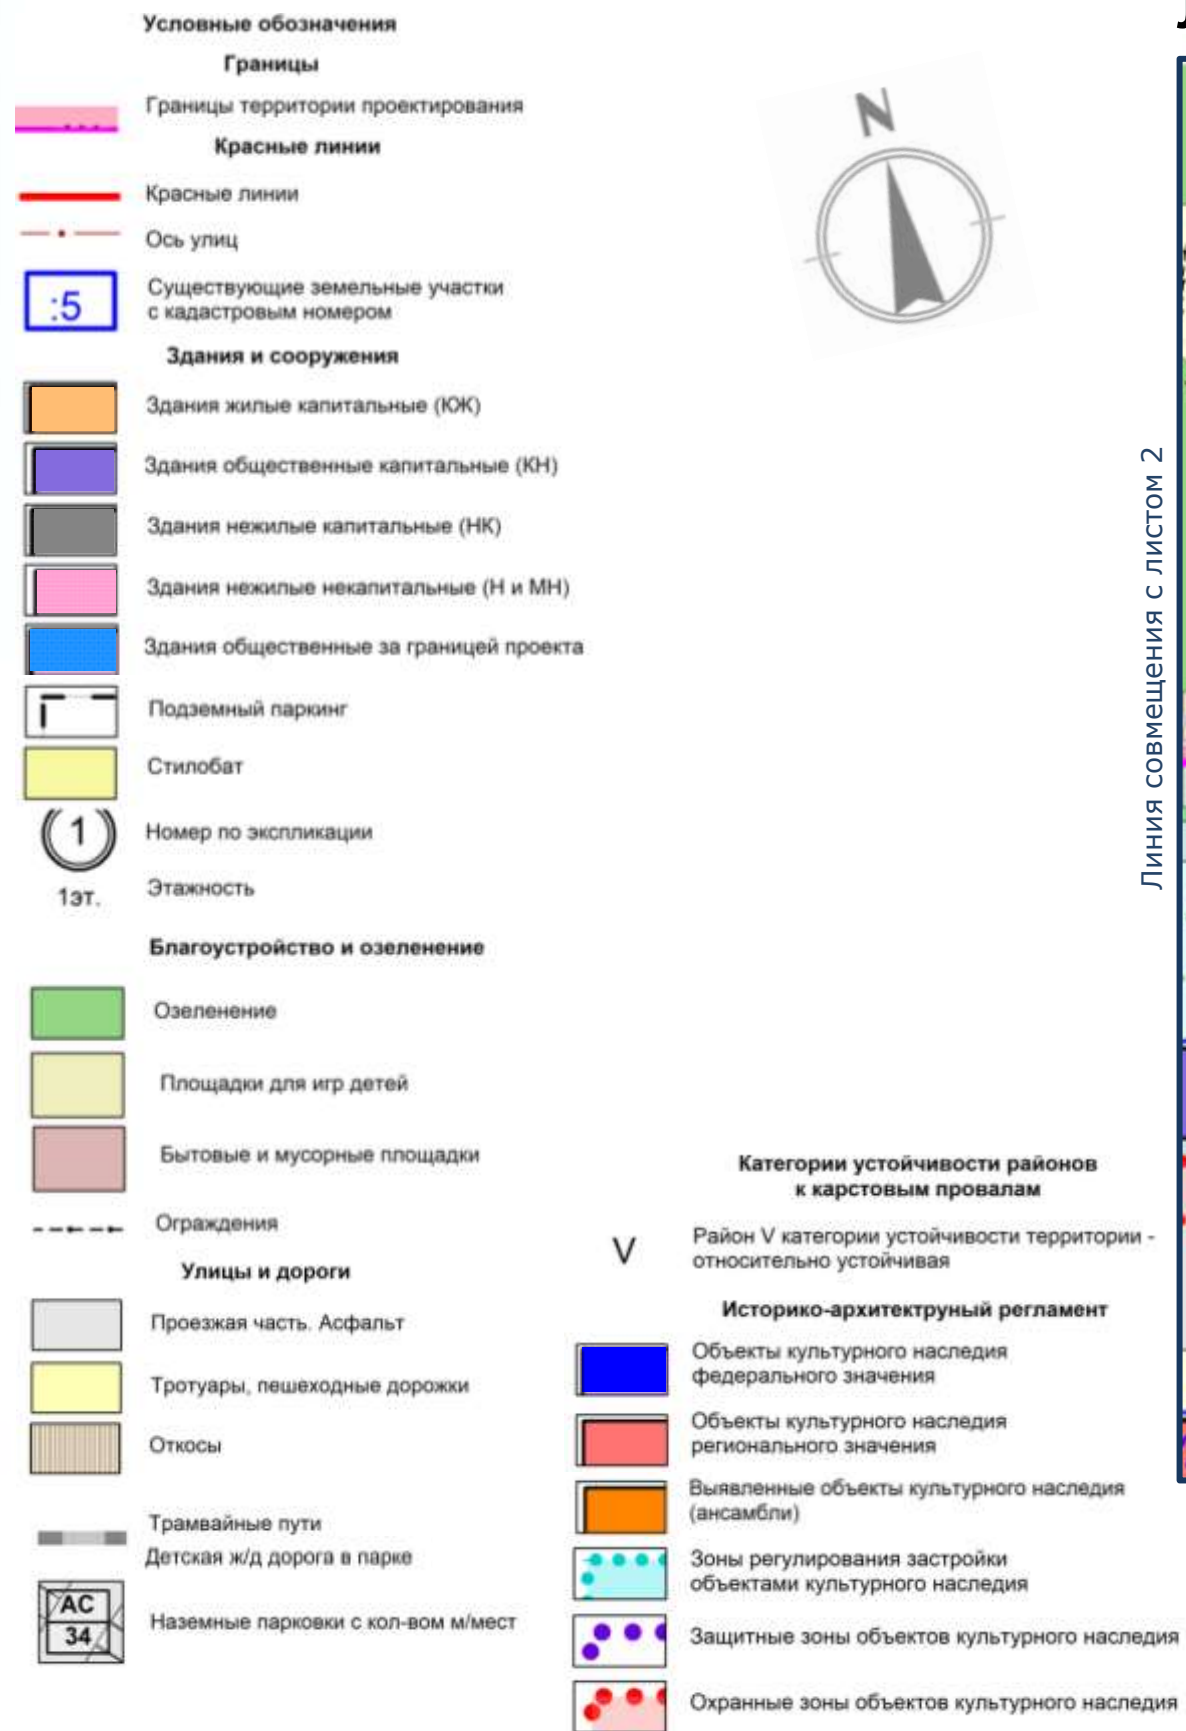 Условные обозначения
Границы
Границы территории проектирования
Красные линии
Красные линии
Ось улиц
:5
Существующие земельные участки
с кадастровым номером
Здания и сооружения
Здания жилые капитальные (КЖ)
Здания общественные капитальные (КН)
Здания нежилые капитальные (НК)
Здания нежилые некапитальные (Н и МН)
Здания общественные за границей проекта
Подземный паркинг
Стилобат
1
Номер по экспликации
1эт.
Этажность
Благоустройство и озеленение
Озеленение
Площадки для игр детей
Бытовые и мусорные площадки
Ограждения
Улицы и дороги
Проезжая часть. Асфальт
Тротуары, пешеходные дорожки
Откосы
Трамвайные пути
Детская ж/д дорога в парке
АС
34
Наземные парковки с кол-вом м/мест
N
Линия совмещения с листом 2
Категории устойчивости районов
к карстовым провалам
V
Район V категории устойчивости территории -
относительно устойчивая
Историко-архитектруный регламент
Объекты культурного наследия
федерального значения
Объекты культурного наследия
регионального значения
Выявленные объекты культурного наследия
(ансамбли)
Зоны регулирования застройки
объектами культурного наследия
Защитные зоны объектов культурного наследия
Охранные зоны объектов культурного наследия